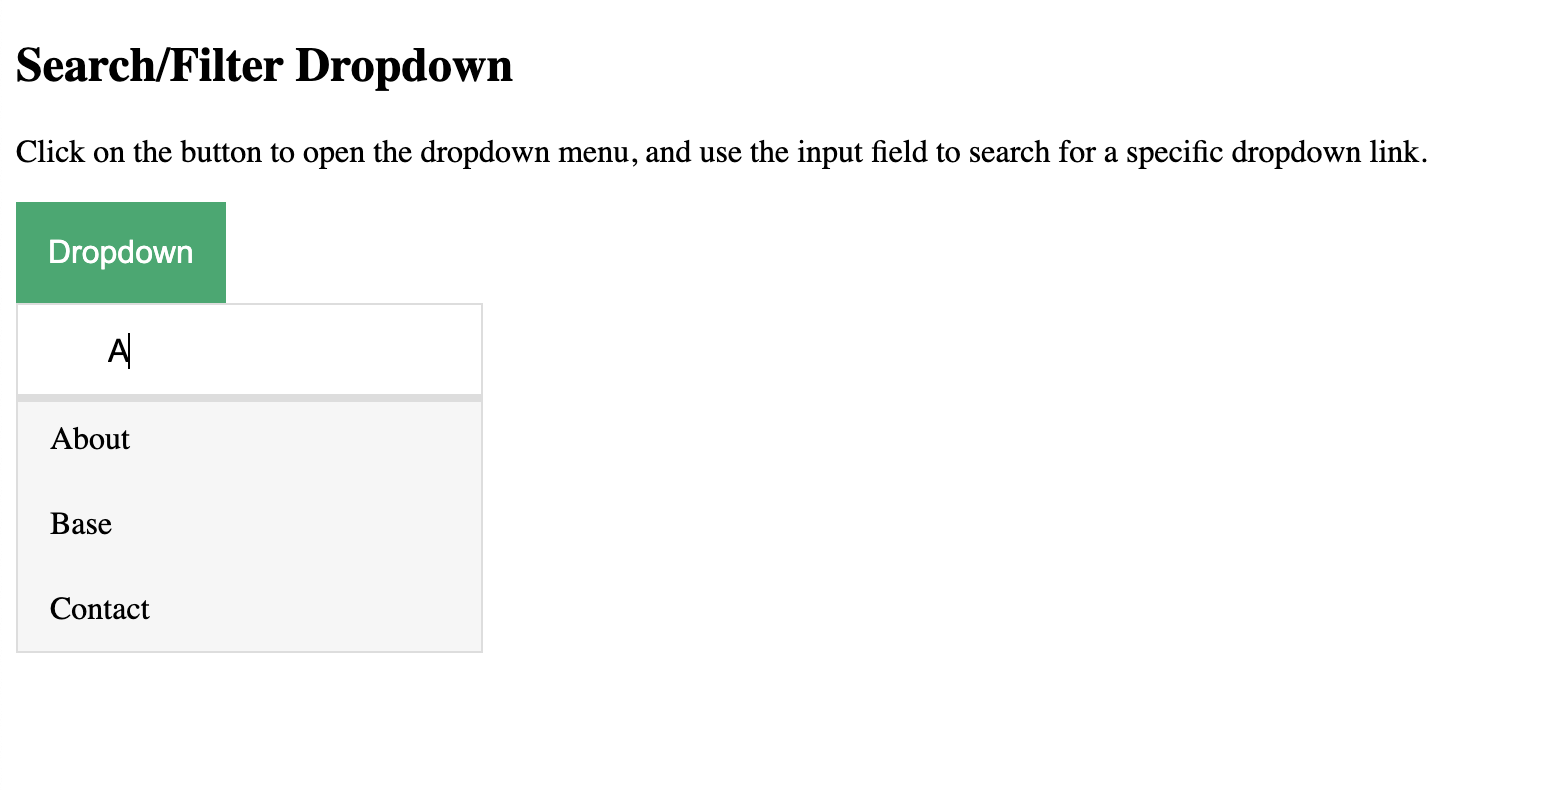 Search/Filter Dropdown
Click on the button to open the dropdown menu, and use the input field to search for a specific dropdown link.
Dropdown
A
About
Base
Contact